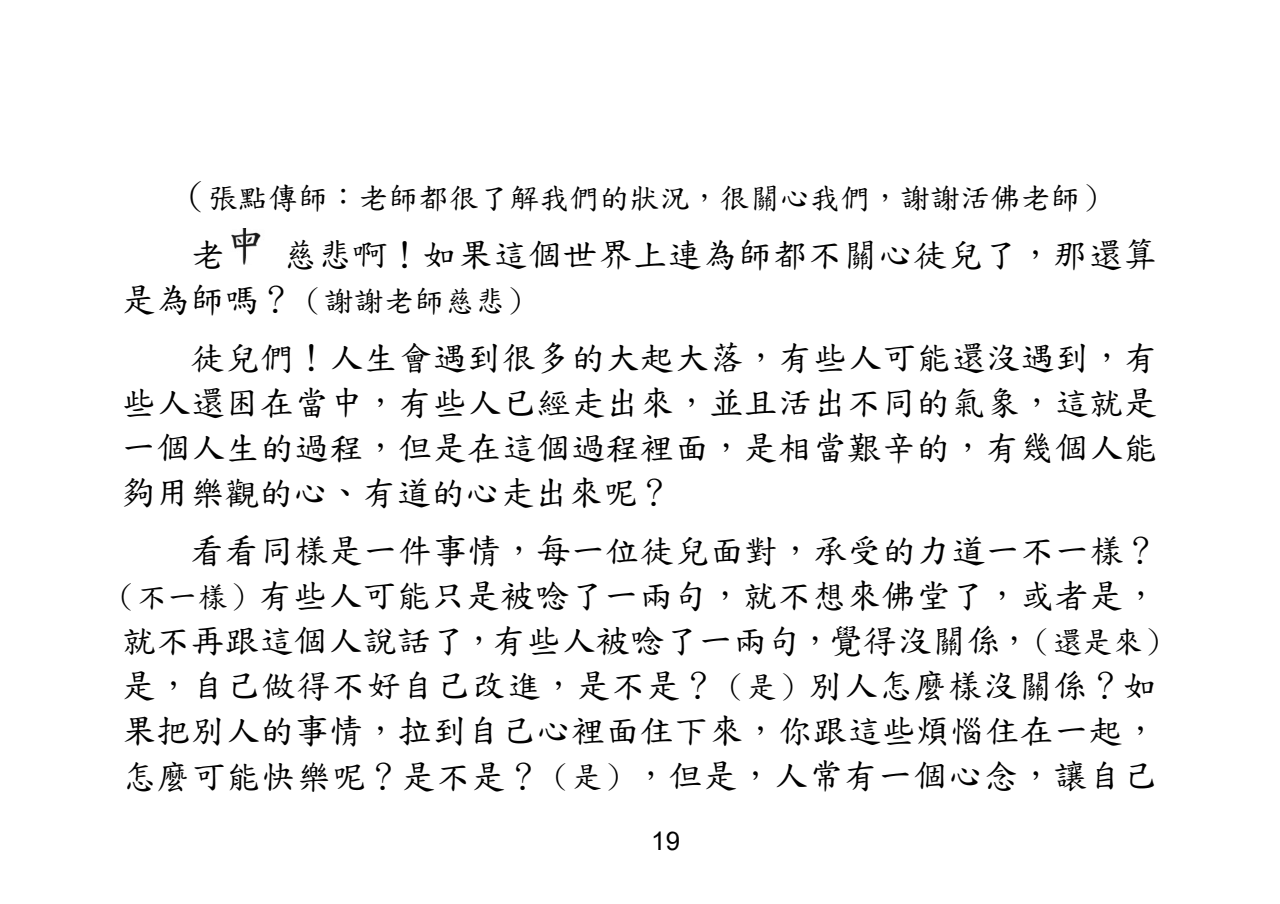 （張點傳師：老師都很了解我們的狀況，很關心我們，謝謝活佛老師）
老 慈悲啊！如果這個世界上連為師都不關心徒兒了，那還算
是為師嗎？（謝謝老師慈悲）
徒兒們！人生會遇到很多的大起大落，有些人可能還沒遇到，有
些人還困在當中，有些人已經走出來，並且活出不同的氣象，這就是
一個人生的過程，但是在這個過程裡面，是相當艱辛的，有幾個人能
夠用樂觀的心、有道的心走出來呢？
看看同樣是一件事情，每一位徒兒面對，承受的力道一不一樣？
（不一樣）有些人可能只是被唸了一兩句，就不想來佛堂了，或者是，
就不再跟這個人說話了，有些人被唸了一兩句，覺得沒關係，（還是來）
是，自己做得不好自己改進，是不是？（是）別人怎麼樣沒關係？如
果把別人的事情，拉到自己心裡面住下來，你跟這些煩惱住在一起，
怎麼可能快樂呢？是不是？（是），但是，人常有一個心念，讓自己
19